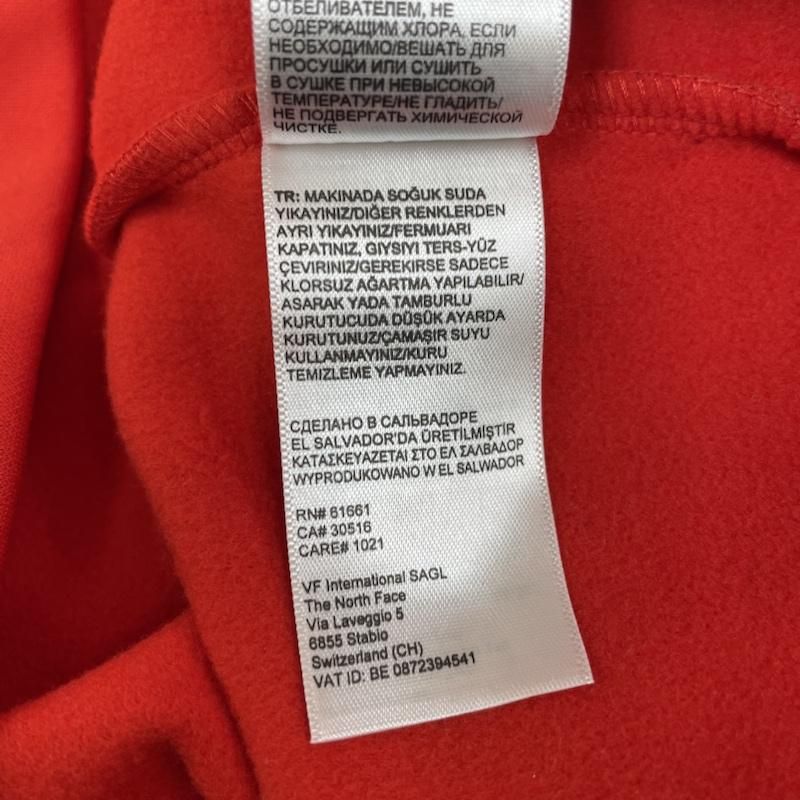 ОТБЕЛИВАТЕЛЕМ, НЕ
СОДЕРЖАЩИМ ХЛОРА, ЕСЛИ
НЕОБХОДИМО/ВЕШАТЬ ДЛЯ
ПРОСУШКИ ИЛИ СУШИТЬ
В СУШКЕ ПРИ НЕВЫСОКОЙ
ТЕМПЕРАТУРЕ/НЕ ГЛАДИТЬ/
НЕ ПОДВЕРГАТЬ ХИМИЧЕСКОЙ
ЧИСТКЕ.
TR: MAKINADA SOĞUK SUDA
YIKAYINIZ/DIĞER RENKLERDEN
AYRI YIKAYINIZ/FERMUARI
KAPATINIZ, GIYSIYI TERS-YÜZ
ÇEVIRINIZ/GEREKIRSE SADECE
KLORSUZ AĞARTMA YAPILABILIR/
ASARAK YADA TAMBURLU
KURUTUCUDA DÜŞÜK AYARDA
KURUTUNUZ/ÇAMAŞIR SUYU
KULLANMAYINIZ/KURU
TEMIZLEME YAPMAYINIZ.
СДЕЛАНО В САЛЬВАДОРЕ
EL SALVADOR'DA ÜRETILMIŞTIR
ΚΑΤΑΣΚΕΥΑΖΕΤΑΙ ΣΤΟ ΕΛ ΣΑΛΒΑΔΟΡ
WYPRODUKOWANO W EL SALWADOR
RN# 61661
CA# 30516
CARE# 1021
VF International SAGL
The North Face
Via Laveggio 5
6855 Stabio
Switzerland (CH)
VAT ID: BE 0872394541